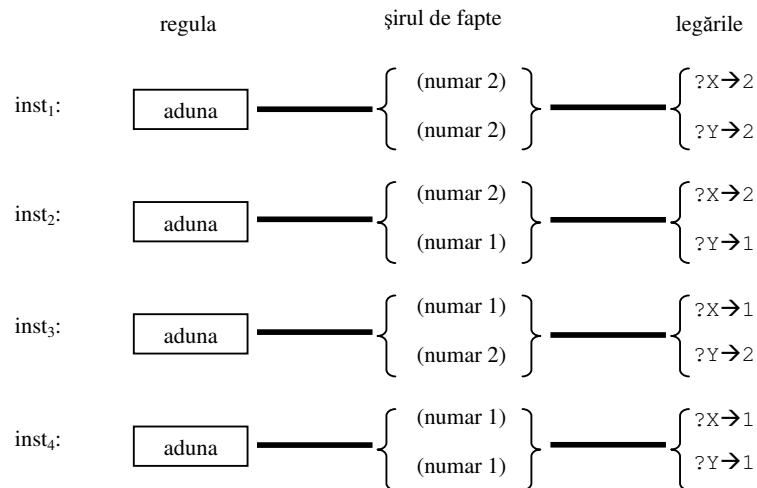 regula şirul de fapte legările
inst1: aduna (numar 2) ?X→2
(numar 2) ?Y→2
inst2: aduna (numar 2) ?X→2
(numar 1) ?Y→1
inst3: aduna (numar 1) ?X→1
(numar 2) ?Y→2
inst4: aduna (numar 1) ?X→1
(numar 1) ?Y→1